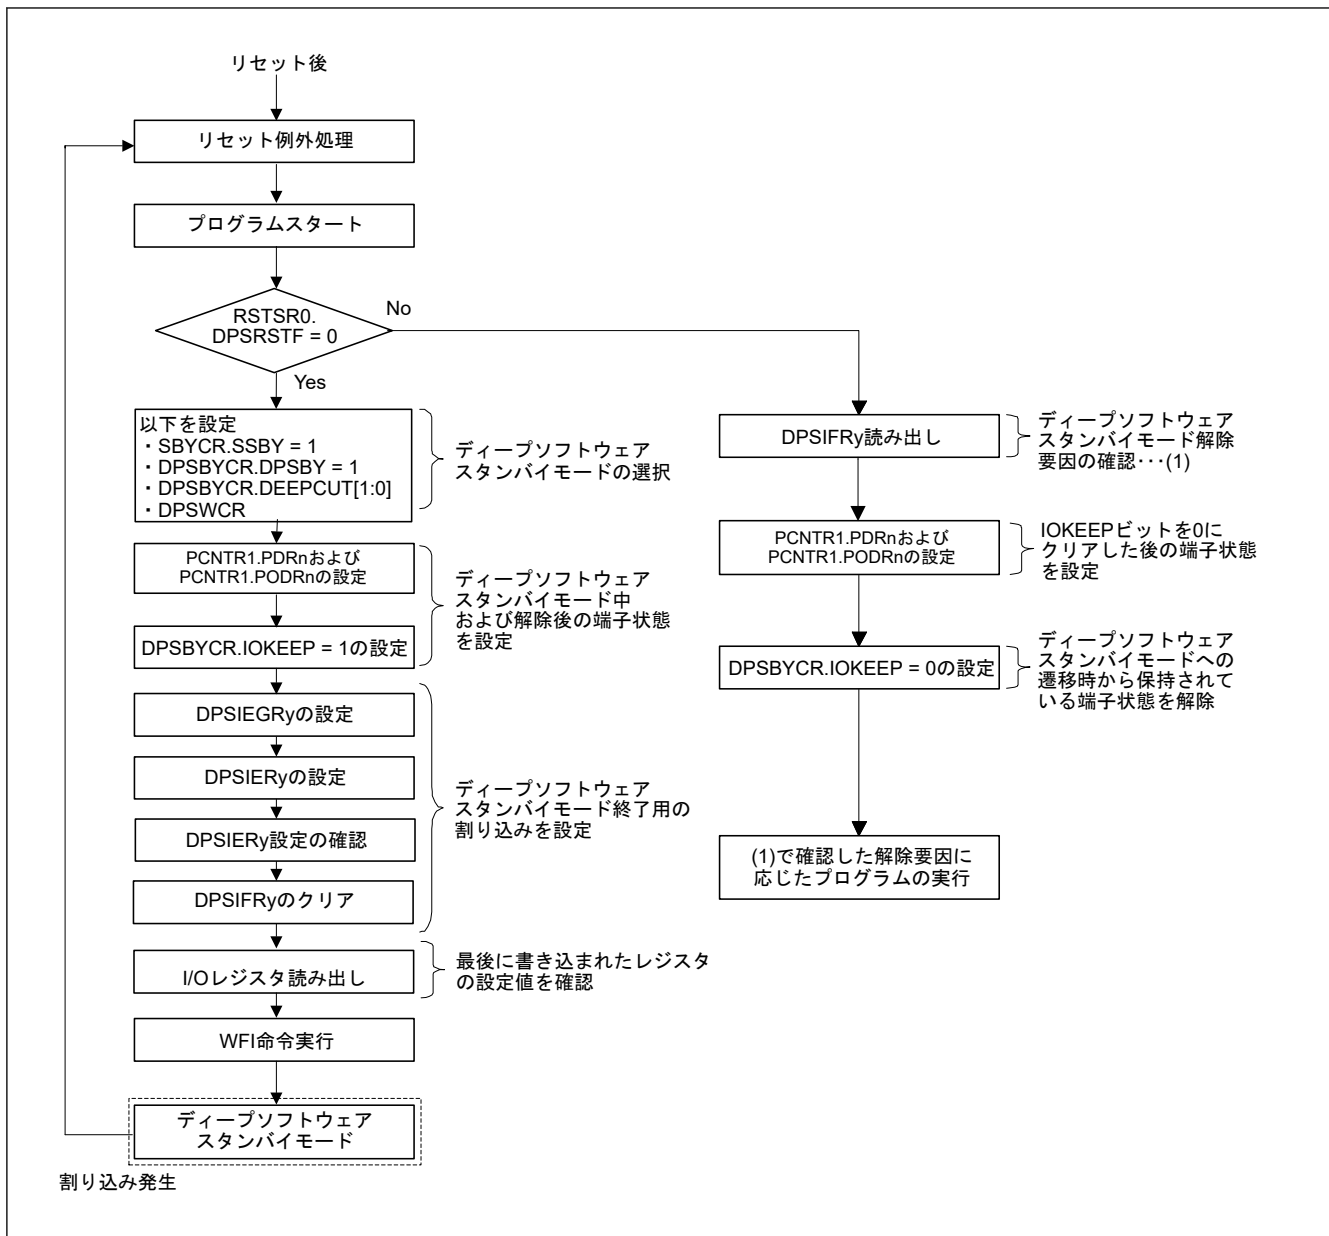 リセット後
リセット例外処理
プログラムスタート
RSTSR0.
DPSRSTF = 0
No
Yes
以下を設定
・SBYCR.SSBY = 1
・DPSBYCR.DPSBY = 1
・DPSBYCR.DEEPCUT[1:0]
・DPSWCR
ディープソフトウェア
スタンバイモードの選択
PCNTR1.PDRnおよび
PCNTR1.PODRnの設定
DPSBYCR.IOKEEP = 1の設定
ディープソフトウェア
スタンバイモード中
および解除後の端子状態
を設定
DPSIEGRyの設定
DPSIERyの設定
DPSIERy設定の確認
DPSIFRyのクリア
ディープソフトウェア
スタンバイモード終了用の
割り込みを設定
I/Oレジスタ読み出し
最後に書き込まれたレジスタ
の設定値を確認
WFI命令実行
ディープソフトウェア
スタンバイモード
割り込み発生
DPSIFRy読み出し
ディープソフトウェア
スタンバイモード解除
要因の確認･･･(1)
PCNTR1.PDRnおよび
PCNTR1.PODRnの設定
IOKEEPビットを0に
クリアした後の端子状態
を設定
DPSBYCR.IOKEEP = 0の設定
ディープソフトウェア
スタンバイモードへの
遷移時から保持されて
いる端子状態を解除
(1)で確認した解除要因に
応じたプログラムの実行